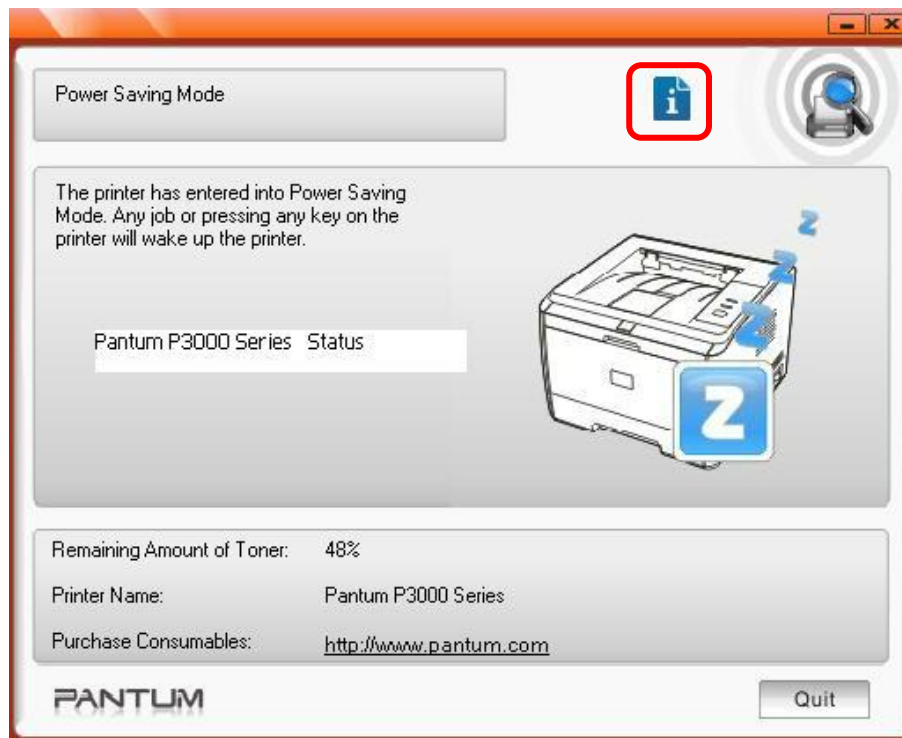 Power Saving Mode
i
The printer has entered into Power Saving
Mode. Any job or pressing any key on the
printer will wake up the printer.
Pantum P3000 Series Status
z
z
z
Z
Remaining Amount of Toner: 48%
Printer Name: Pantum P3000 Series
Purchase Consumables: http://www.pantum.com
PANTUM
Quit